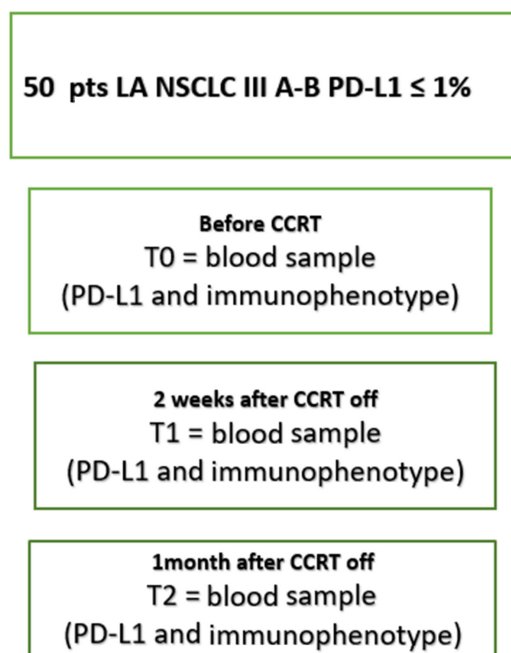 50 pts LA NSCLC III A-B PD-L1 ≤ 1%
Before CCRT
T0 = blood sample
(PD-L1 and immunophenotype)
2 weeks after CCRT off
T1 = blood sample
(PD-L1 and immunophenotype)
1month after CCRT off
T2 = blood sample
(PD-L1 and immunophenotype)